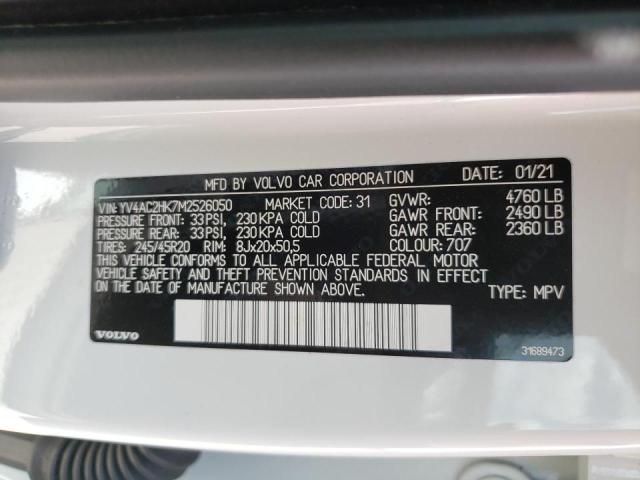 MFD BY VOLVO CAR CORPORATION DATE: 01/21
VIN: YV4AC2HK7M2526050 MARKET CODE: 31 GVWR: 4760 LB
PRESSURE FRONT: 33 PSI, 230 KPA COLD GAWR FRONT: 2490 LB
PRESSURE REAR: 33 PSI, 230 KPA COLD GAWR REAR: 2360 LB
TIRES: 245/45R20 RIM: 8Jx20x50,5 COLOUR: 707
THIS VEHICLE CONFORMS TO ALL APPLICABLE FEDERAL MOTOR
VEHICLE SAFETY AND THEFT PREVENTION STANDARDS IN EFFECT
ON THE DATE OF MANUFACTURE SHOWN ABOVE.
TYPE: MPV
VOLVO
31689473